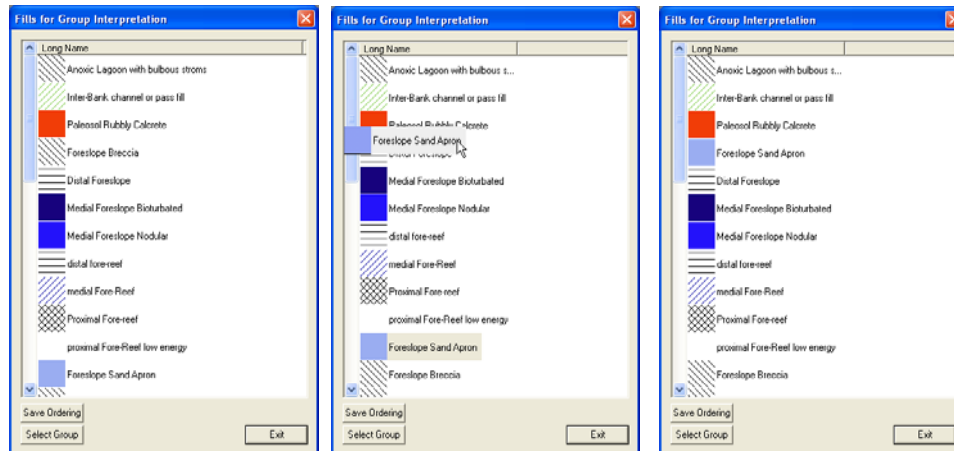 Fills for Group Interpretation
Long Name
Anoxic Lagoon with bulbous stroms
Inter-Bank channel or pass fill
Paleosol Rubbly Calcrete
Foreslope Breccia
Distal Foreslope
Medial Foreslope Bioturbated
Medial Foreslope Nodular
distal fore-reef
medial Fore-Reef
Proximal Fore-reef
proximal Fore-Reef low energy
Foreslope Sand Apron
Save Ordering
Select Group
Exit
Fills for Group Interpretation
Long Name
Anoxic Lagoon with bulbous s...
Inter-Bank channel or pass fill
Paleosol Rubbly Calcrete
Foreslope Sand Apron
Distal Foreslope
Medial Foreslope Bioturbated
Medial Foreslope Nodular
distal fore-reef
medial Fore-Reef
Proximal Fore-reef
proximal Fore-Reef low energy
Foreslope Sand Apron
Foreslope Breccia
Save Ordering
Select Group
Exit
Fills for Group Interpretation
Long Name
Anoxic Lagoon with bulbous s...
Inter-Bank channel or pass fill
Paleosol Rubbly Calcrete
Foreslope Sand Apron
Distal Foreslope
Medial Foreslope Bioturbated
Medial Foreslope Nodular
distal fore-reef
medial Fore-Reef
Proximal Fore-reef
proximal Fore-Reef low energy
Foreslope Breccia
Save Ordering
Select Group
Exit